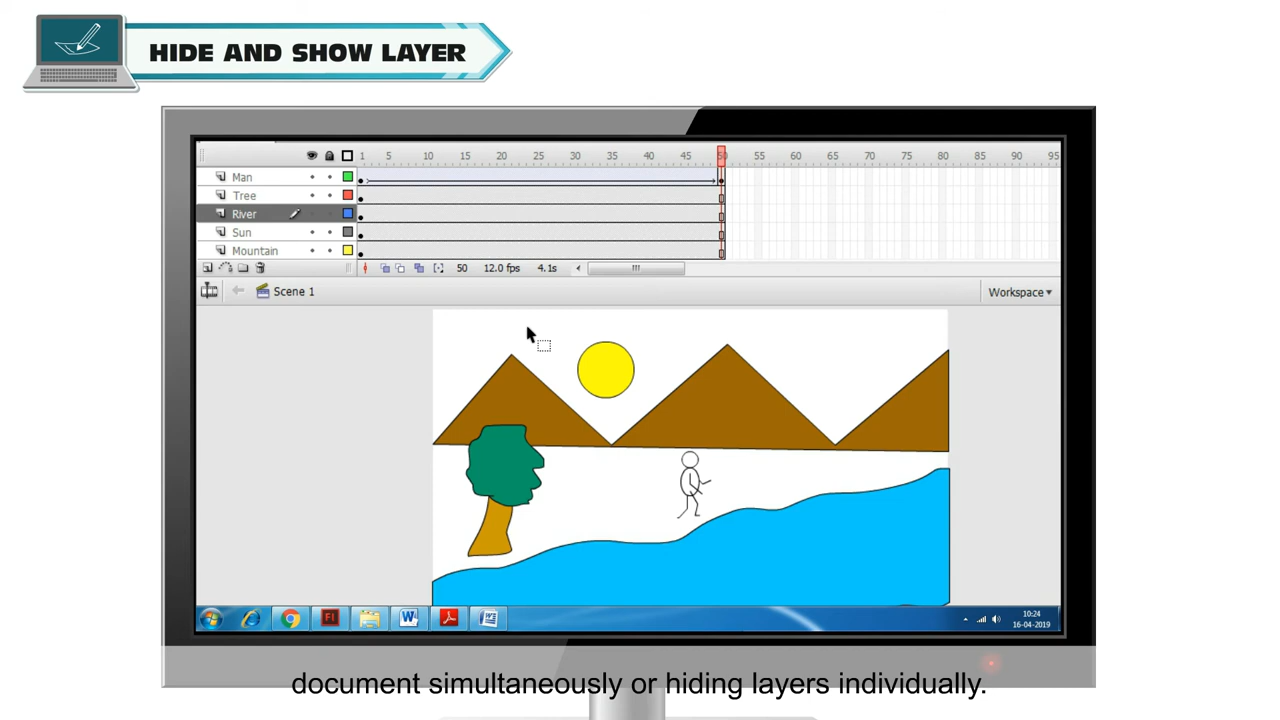 HIDE AND SHOW LAYER
1 5 10 15 20 25 30 35 40 45 50 55 60 65 70 75 80 85 90 95
Man
Tree
River
Sun
Mountain
50 12.0 fps 4.1s
Scene 1 Workspace
10:24
16-04-2019
document simultaneously or hiding layers individually.